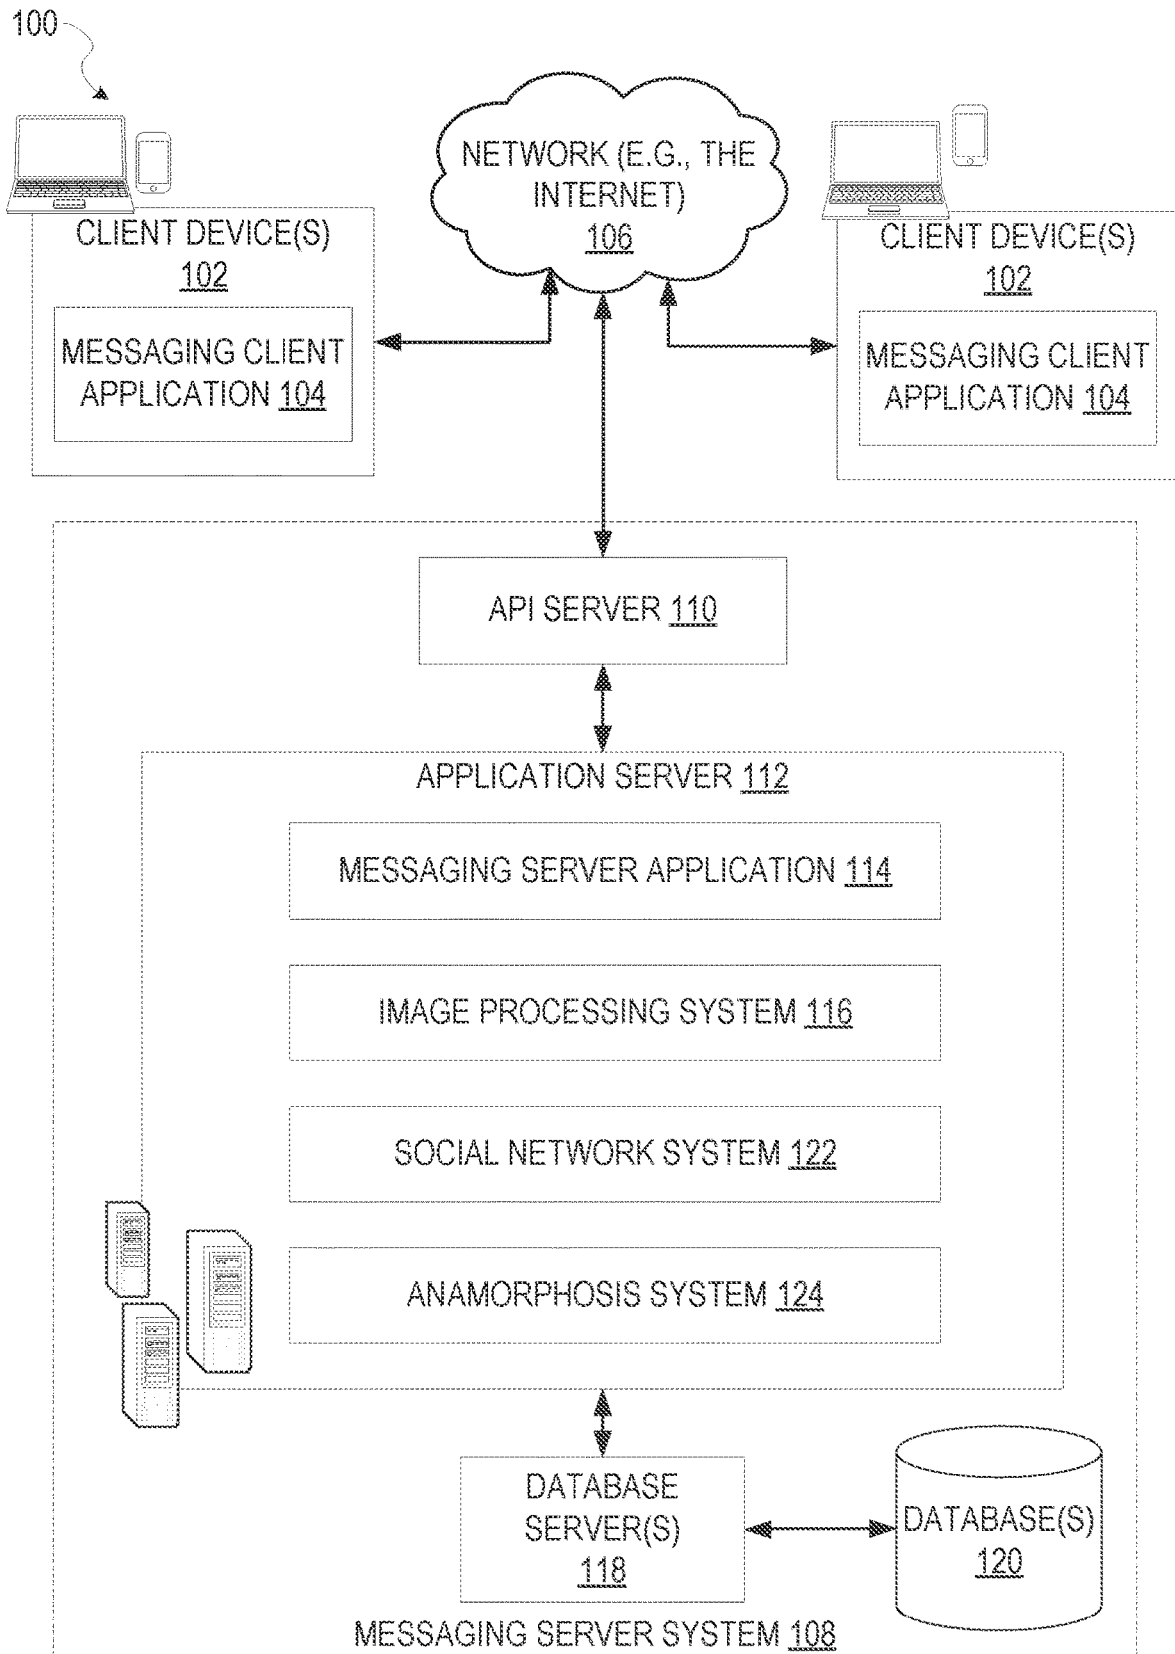 100
NETWORK (E.G., THE
INTERNET)
106
CLIENT DEVICE(S)
102
MESSAGING CLIENT
APPLICATION 104
CLIENT DEVICE(S)
102
MESSAGING CLIENT
APPLICATION 104
API SERVER 110
APPLICATION SERVER 112
MESSAGING SERVER APPLICATION 114
IMAGE PROCESSING SYSTEM 116
SOCIAL NETWORK SYSTEM 122
ANAMORPHOSIS SYSTEM 124
DATABASE
SERVER(S)
118
DATABASE(S)
120
MESSAGING SERVER SYSTEM 108